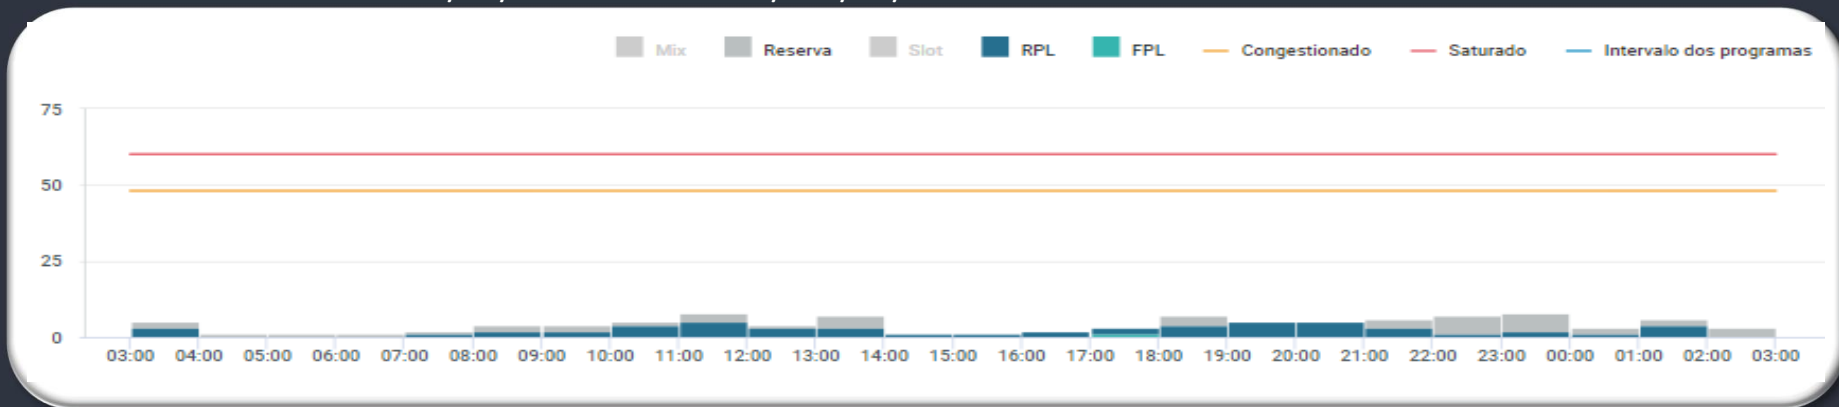 Mix Reserva Slot RPL FPL Congestionado Saturado Intervalo dos programas
75
50
25
0
03:00 04:00 05:00 06:00 07:00 08:00 09:00 10:00 11:00 12:00 13:00 14:00 15:00 16:00 17:00 18:00 19:00 20:00 21:00 22:00 23:00 00:00 01:00 02:00 03:00